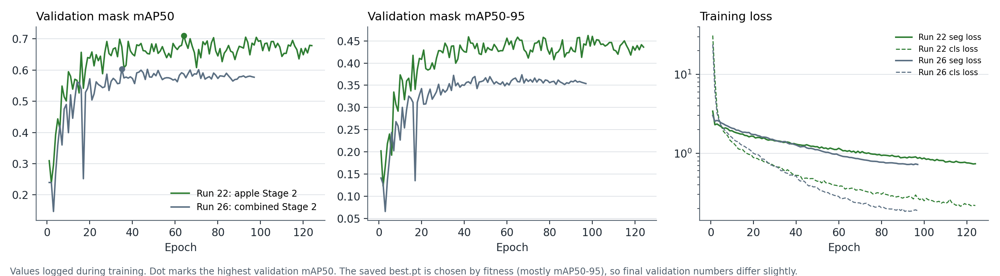 Validation mask mAP50
0.7
0.6
0.5
0.4
0.3
0.2
0 20 40 60 80 100 120
Epoch
Run 22: apple Stage 2
Run 26: combined Stage 2
Validation mask mAP50-95
0.45
0.40
0.35
0.30
0.25
0.20
0.15
0.10
0.05
0 20 40 60 80 100 120
Epoch
Training loss
10¹
10⁰
0 20 40 60 80 100 120
Epoch
Run 22 seg loss
Run 22 cls loss
Run 26 seg loss
Run 26 cls loss
Values logged during training. Dot marks the highest validation mAP50. The saved best.pt is chosen by fitness (mostly mAP50-95), so final validation numbers differ slightly.